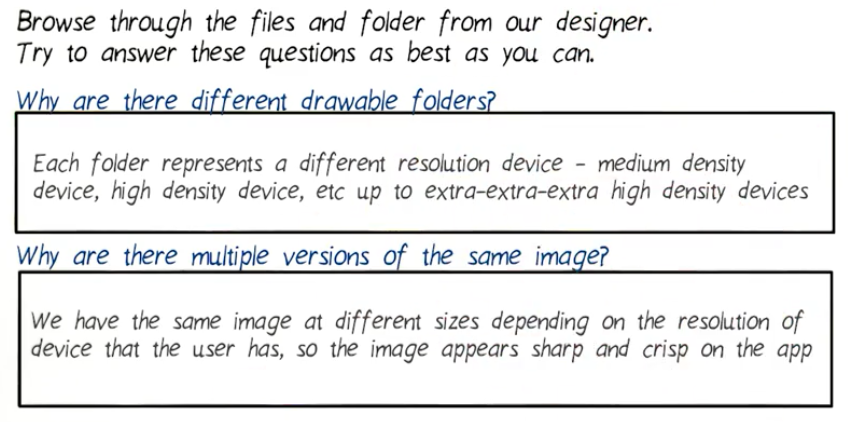 Browse through the files and folder from our designer.
Try to answer these questions as best as you can.
Why are there different drawable folders?
Each folder represents a different resolution device - medium density
device, high density device, etc up to extra-extra-extra high density devices
Why are there multiple versions of the same image?
We have the same image at different sizes depending on the resolution of
device that the user has, so the image appears sharp and crisp on the app